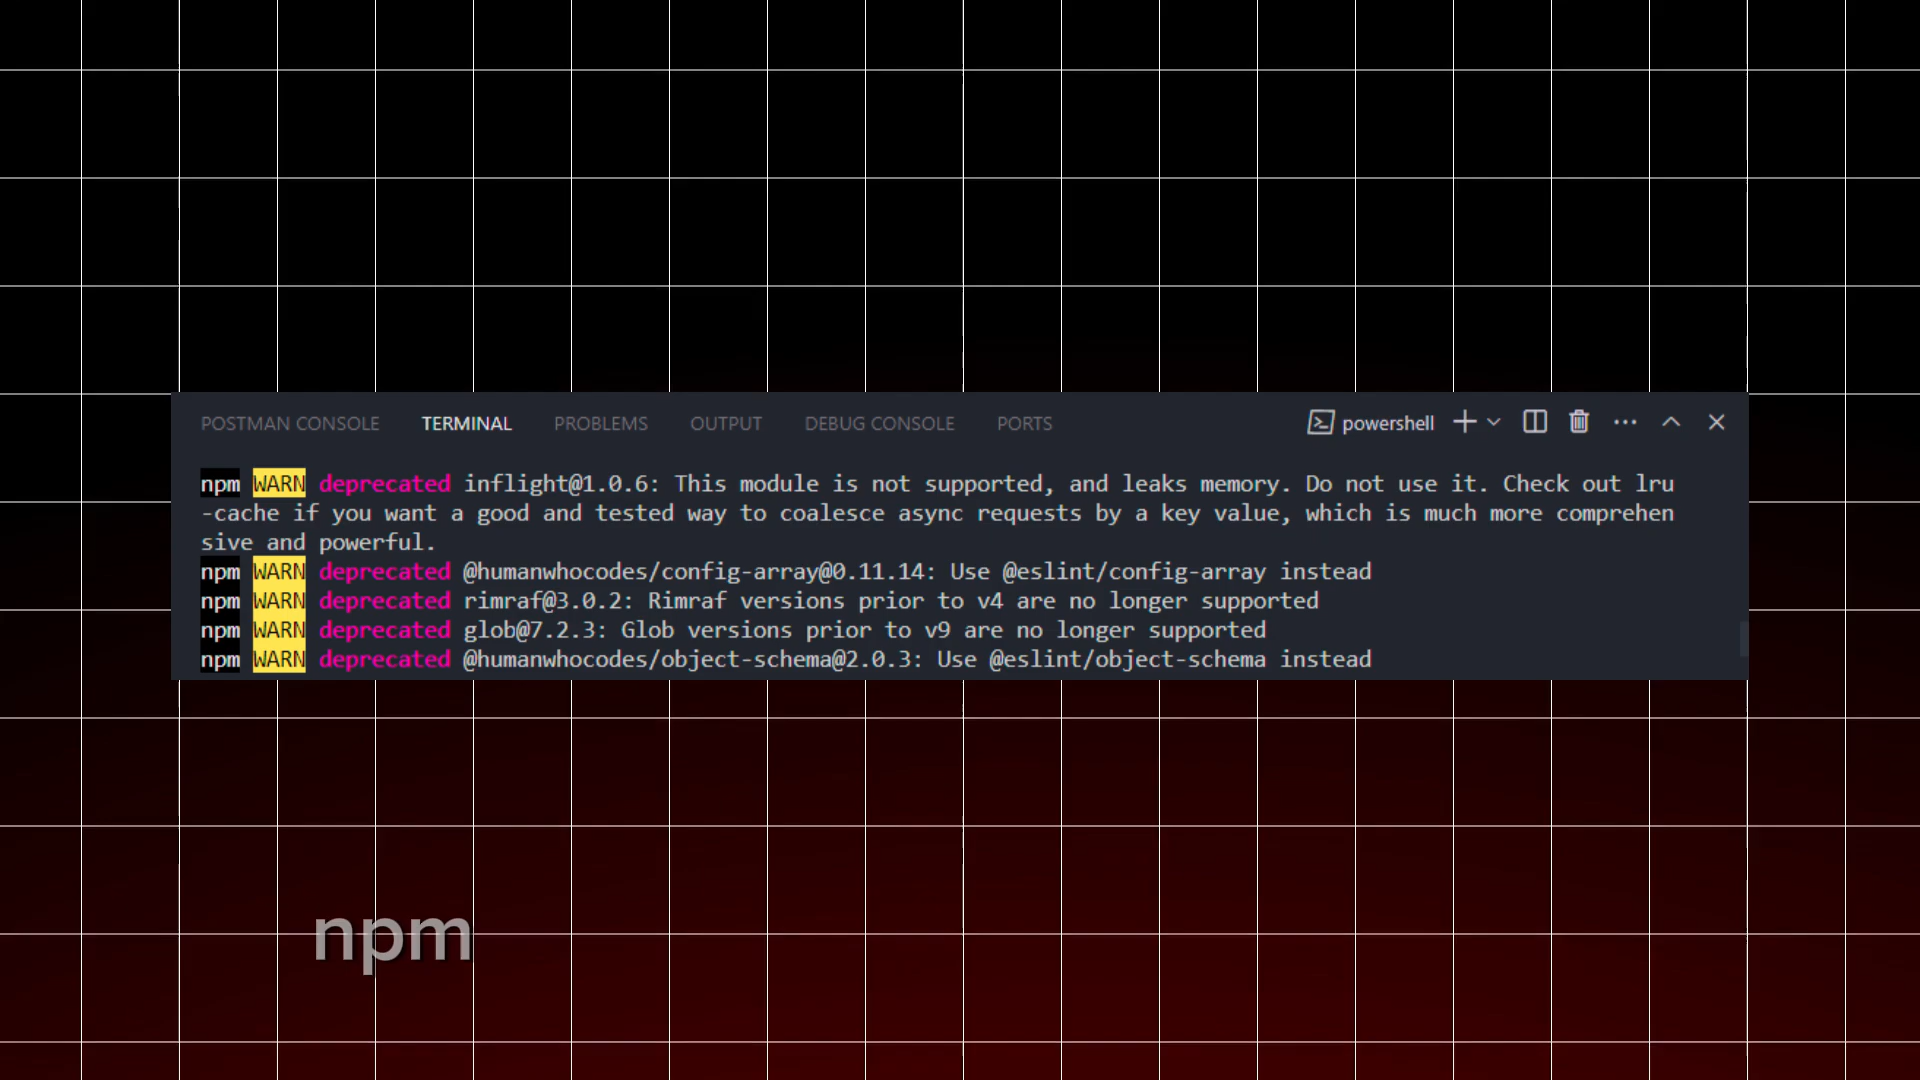 POSTMAN CONSOLE TERMINAL PROBLEMS OUTPUT DEBUG CONSOLE PORTS powershell
npm WARN deprecated inflight@1.0.6: This module is not supported, and leaks memory. Do not use it. Check out lru
-cache if you want a good and tested way to coalesce async requests by a key value, which is much more comprehen
sive and powerful.
npm WARN deprecated @humanwhocodes/config-array@0.11.14: Use @eslint/config-array instead
npm WARN deprecated rimraf@3.0.2: Rimraf versions prior to v4 are no longer supported
npm WARN deprecated glob@7.2.3: Glob versions prior to v9 are no longer supported
npm WARN deprecated @humanwhocodes/object-schema@2.0.3: Use @eslint/object-schema instead
npm